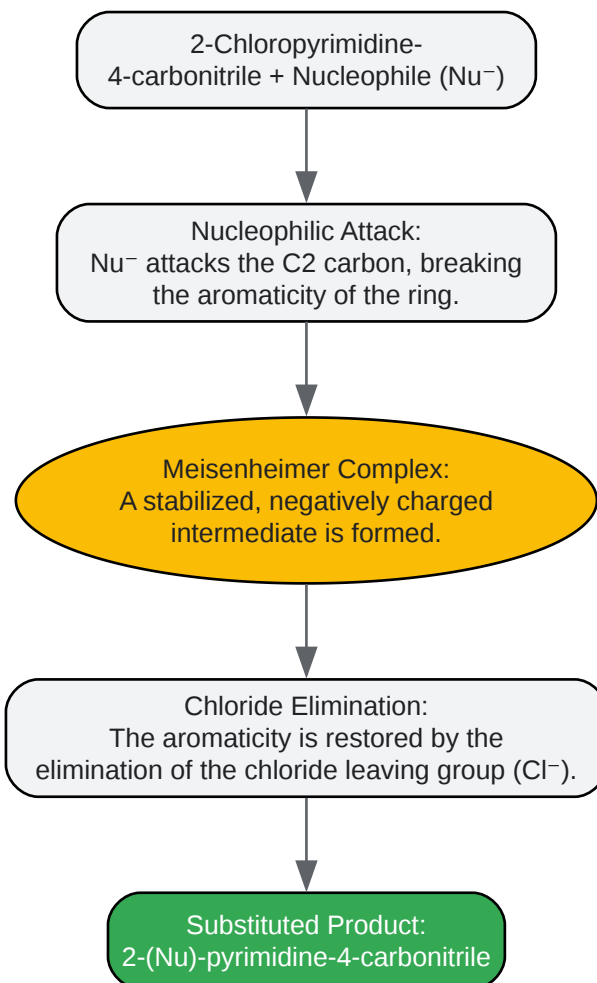 2-Chloropyrimidine-
4-carbonitrile + Nucleophile (Nu⁻)
Nucleophilic Attack:
Nu⁻ attacks the C2 carbon, breaking
the aromaticity of the ring.
Meisenheimer Complex:
A stabilized, negatively charged
intermediate is formed.
Chloride Elimination:
The aromaticity is restored by the
elimination of the chloride leaving group (Cl⁻).
Substituted Product:
2-(Nu)-pyrimidine-4-carbonitrile